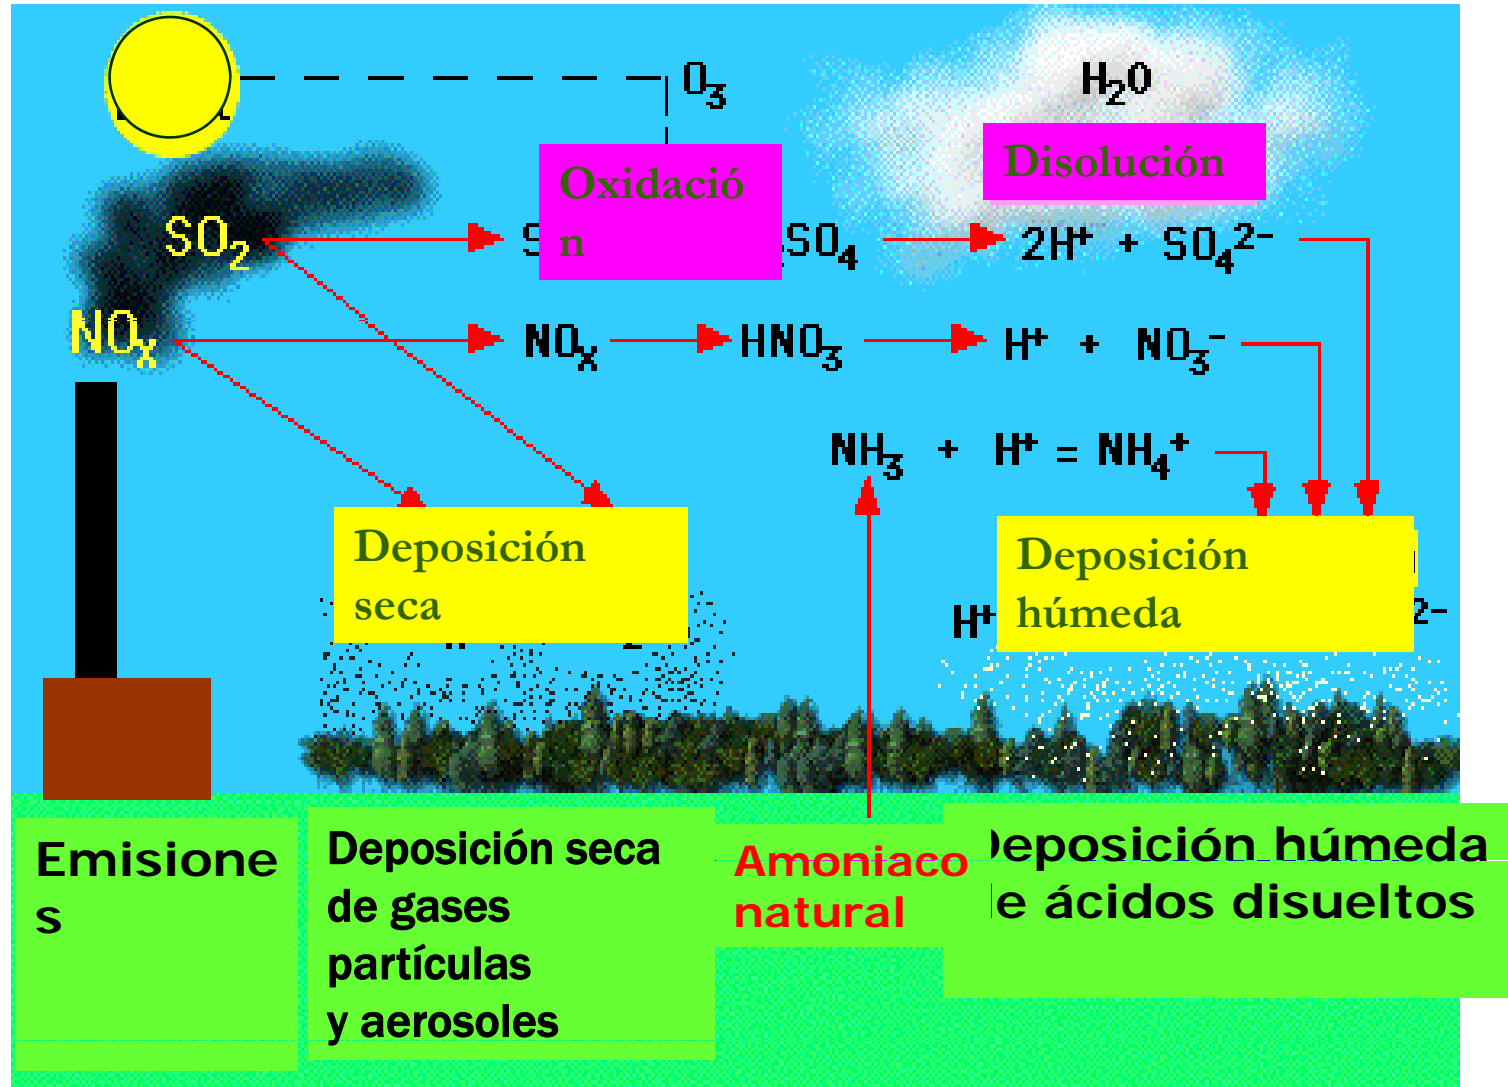 O₃
H₂O
Oxidació
n
Disolución
SO₂
SO₄
2H⁺ + SO₄²⁻
NOₓ
NOₓ
HNO₃
H⁺ + NO₃⁻
NH₃ + H⁺ = NH₄⁺
Deposición
seca
Deposición
húmeda
H⁺
2-
Emisione
s
Deposición seca
de gases
partículas
y aerosoles
Amoniaco
natural
eposición húmeda
e ácidos disueltos